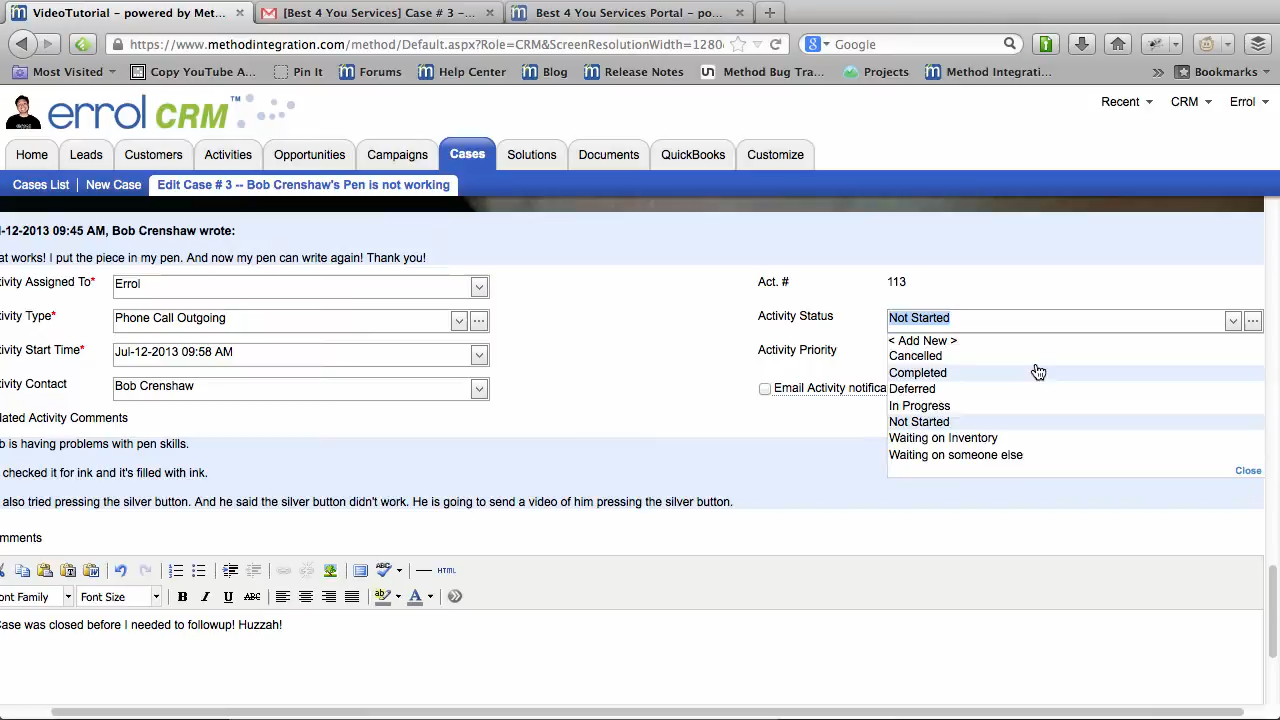 VideoTutorial - powered by Met...
[Best 4 You Services] Case # 3 -...
Best 4 You Services Portal - po...
https://www.methodintegration.com/method/Default.aspx?Role=CRM&ScreenResolutionWidth=1280
Google
Most Visited
Copy YouTube A...
Pin It
Forums
Help Center
Blog
Release Notes
Method Bug Tra...
Projects
Method Integrati...
Bookmarks
errol CRM™
Recent
CRM
Errol
Home
Leads
Customers
Activities
Opportunities
Campaigns
Cases
Solutions
Documents
QuickBooks
Customize
Cases List
New Case
Edit Case # 3 -- Bob Crenshaw's Pen is not working
l-12-2013 09:45 AM, Bob Crenshaw wrote:
at works! I put the piece in my pen. And now my pen can write again! Thank you!
tivity Assigned To*
Errol
Act. #
113
tivity Type*
Phone Call Outgoing
Activity Status
Not Started
< Add New >
Cancelled
Completed
Deferred
In Progress
Not Started
Waiting on Inventory
Waiting on someone else
Close
tivity Start Time*
Jul-12-2013 09:58 AM
Activity Priority
tivity Contact
Bob Crenshaw
Email Activity notifica
lated Activity Comments
b is having problems with pen skills.
checked it for ink and it's filled with ink.
also tried pressing the silver button. And he said the silver button didn't work. He is going to send a video of him pressing the silver button.
mments
HTML
ont Family
Font Size
B
I
U
ABC
Case was closed before I needed to followup! Huzzah!